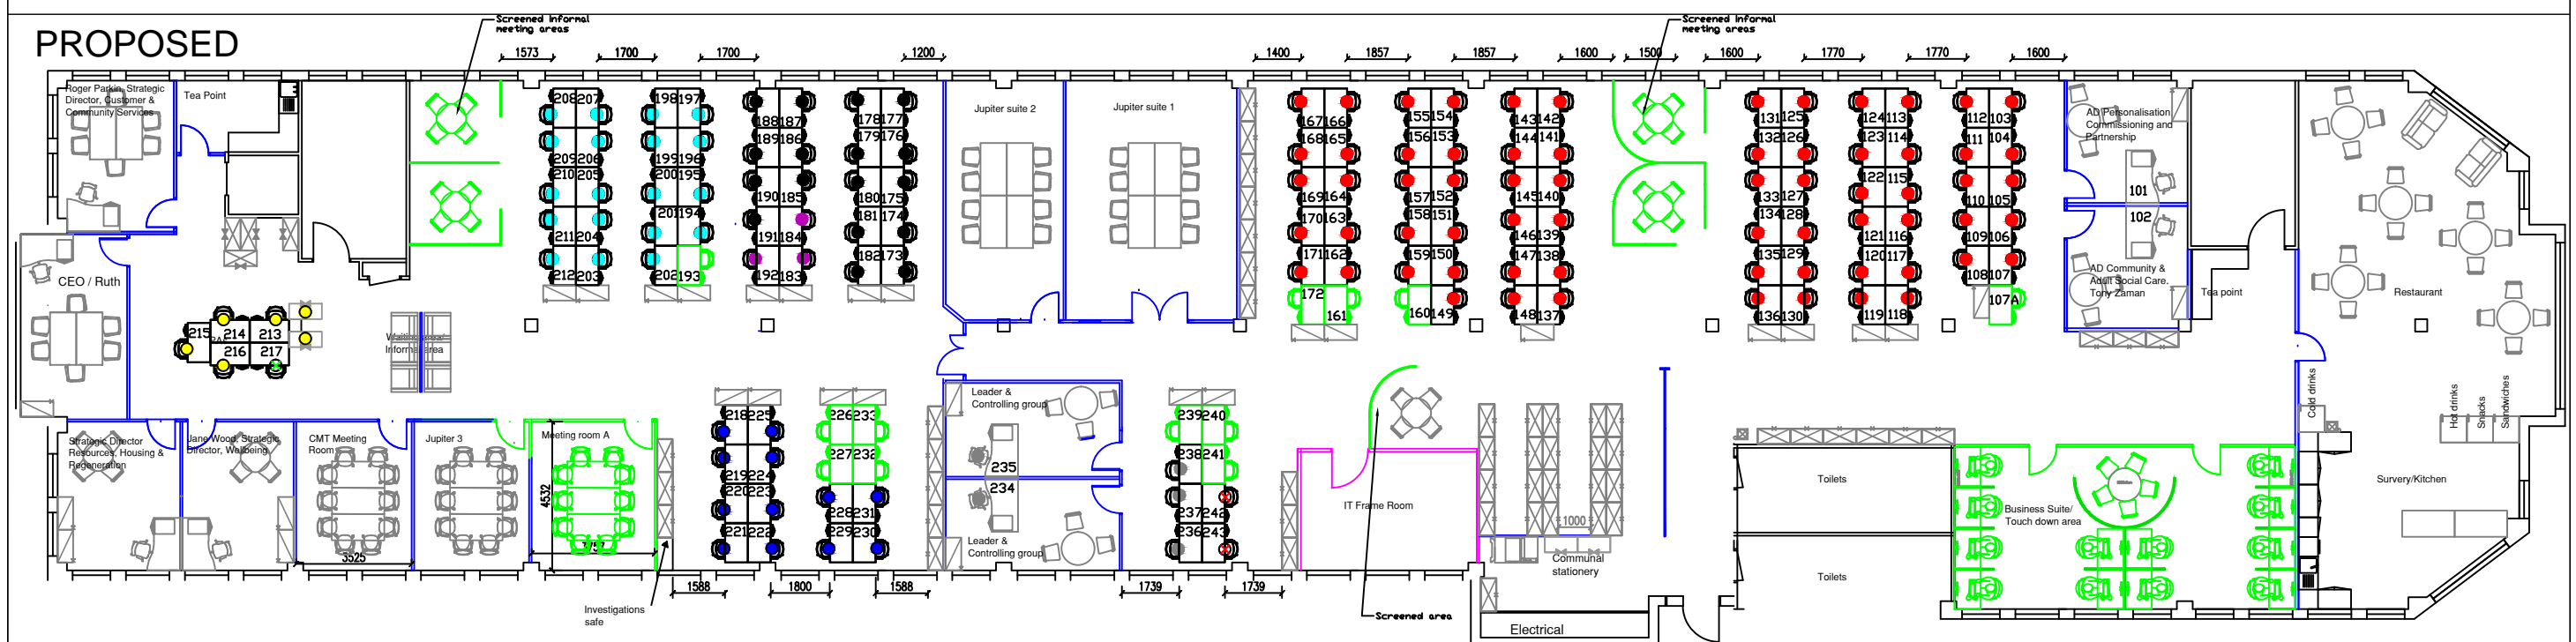 PROPOSED
Screened Informal
meeting areas
Screened Informal
meeting areas
1573
1700
1700
1200
1400
1857
1857
1600
1500
1600
1770
1770
1600
Roger Parkin, Strategic
Director, Customer &
Community Services
Tea Point
208 207
209 206
210 205
211 204
212 203
198 197
199 196
200 195
201 194
202 193
188 187
189 186
190 185
191 184
192 183
178 177
179 176
180 175
181 174
182 173
Jupiter suite 2
Jupiter suite 1
167 166
168 165
169 164
170 163
171 162
172
161
155 154
156 153
157 152
158 151
159 150
160 149
143 142
144 141
145 140
146 139
147 138
148 137
131 125
132 126
133 127
134 128
135 129
136 130
124 113
123 114
122 115
121 116
120 117
119 118
112 103
111 104
110 105
109 106
108 107
107A
AD Personalisation
Commissioning and
Partnership
101
102
AD Community &
Adult Social Care.
Tony Zaman
Tea point
Restaurant
CEO / Ruth
215 214 213
216 217
Cold drinks
Hot drinks
Snacks
Sandwiches
Strategic Director
Resources, Housing &
Regeneration
Jane Wood, Strategic
Director, Wellbeing
CMT Meeting
Room
Jupiter 3
Meeting room A
4532
3525
218 225
219 224
220 223
221 222
226 233
227 232
228 231
229 230
Leader &
Controlling group
235
234
Leader &
Controlling group
239 240
238 241
237 242
236 243
IT Frame Room
1000
Communal
stationery
Toilets
Toilets
Business Suite/
Touch down area
Survery/Kitchen
1588
1800
1588
1739
1739
Investigations
safe
Screened area
Electrical